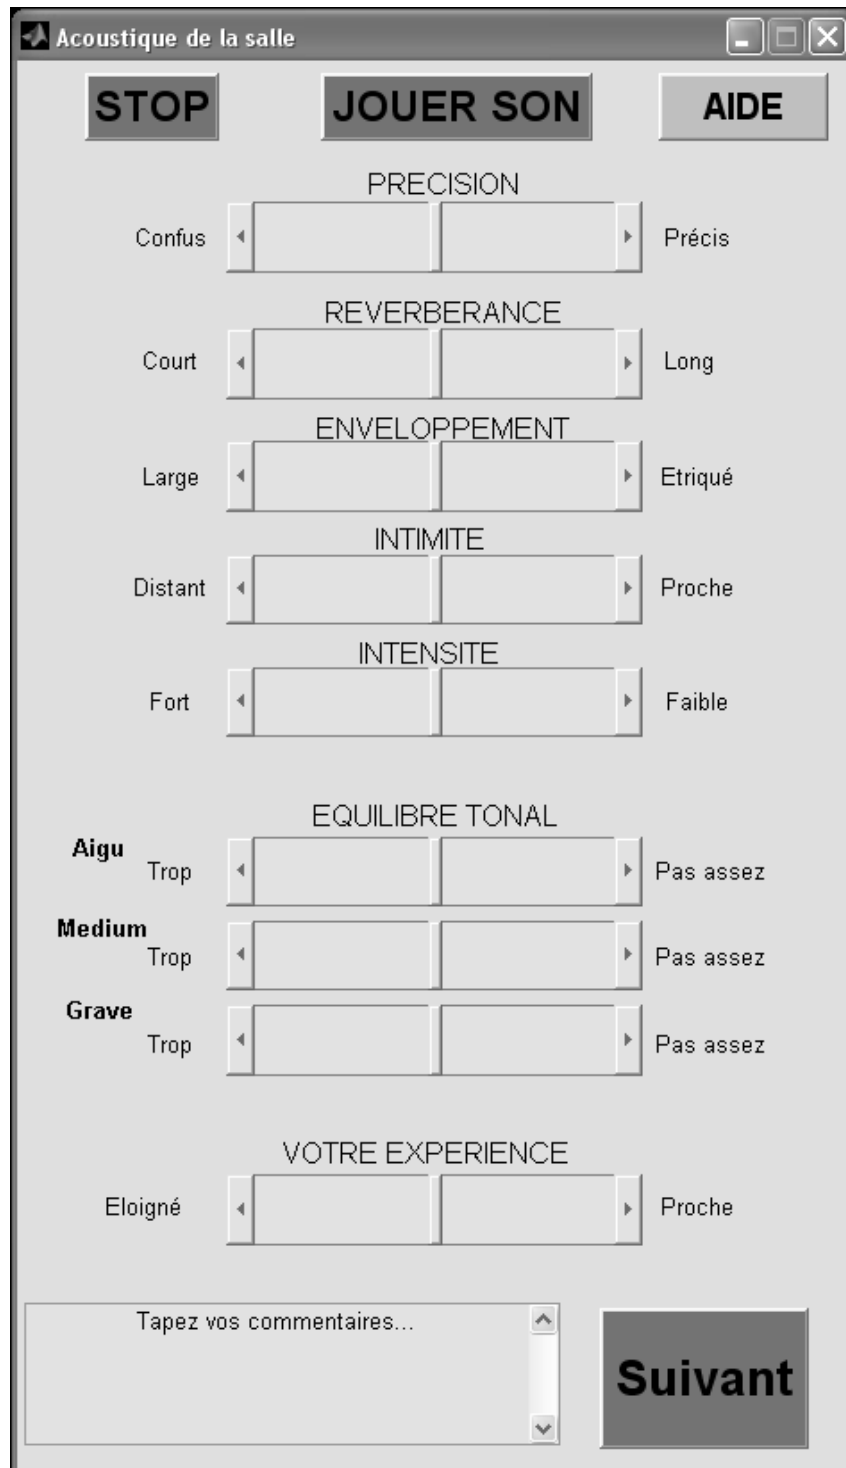 Acoustique de la salle
STOP JOUER SON AIDE
PRECISION
Confus Précis
REVERBERANCE
Court Long
ENVELOPPEMENT
Large Etriqué
INTIMITE
Distant Proche
INTENSITE
Fort Faible
EQUILIBRE TONAL
Aigu
Trop Pas assez
Medium
Trop Pas assez
Grave
Trop Pas assez
VOTRE EXPERIENCE
Eloigné Proche
Tapez vos commentaires...
Suivant